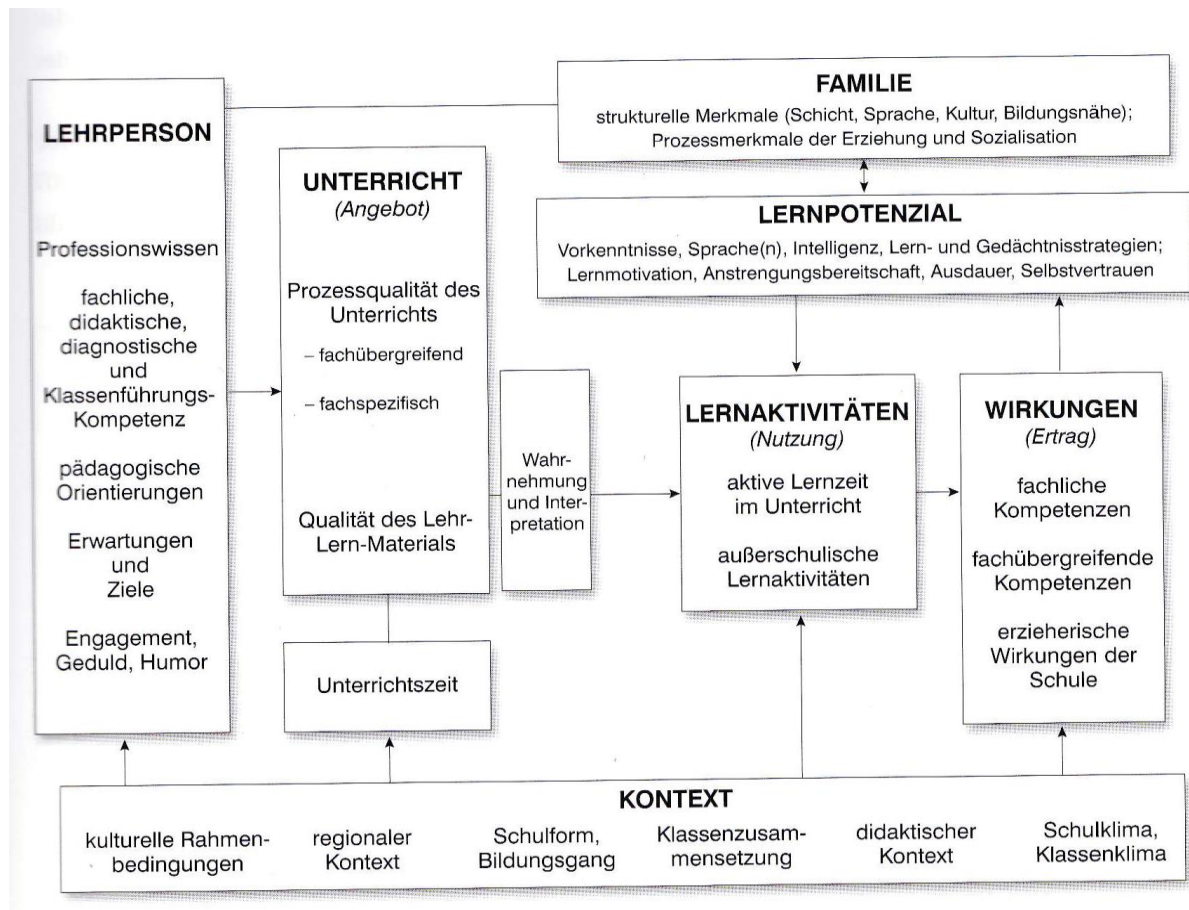 LEHRPERSON
Professionswissen
fachliche,
didaktische,
diagnostische
und
Klassenführungs-
Kompetenz
pädagogische
Orientierungen
Erwartungen
und
Ziele
Engagement,
Geduld, Humor
UNTERRICHT
(Angebot)
Prozessqualität des
Unterrichts
– fachübergreifend
– fachspezifisch
Qualität des Lehr-
Lern-Materials
Unterrichtszeit
Wahr-
nehmung
und Inter-
pretation
FAMILIE
strukturelle Merkmale (Schicht, Sprache, Kultur, Bildungsnähe);
Prozessmerkmale der Erziehung und Sozialisation
LERNPOTENZIAL
Vorkenntnisse, Sprache(n), Intelligenz, Lern- und Gedächtnisstrategien;
Lernmotivation, Anstrengungsbereitschaft, Ausdauer, Selbstvertrauen
LERNAKTIVITÄTEN
(Nutzung)
aktive Lernzeit
im Unterricht
außerschulische
Lernaktivitäten
WIRKUNGEN
(Ertrag)
fachliche
Kompetenzen
fachübergreifende
Kompetenzen
erzieherische
Wirkungen der
Schule
KONTEXT
kulturelle Rahmen-
bedingungen
regionaler
Kontext
Schulform,
Bildungsgang
Klassenzusam-
mensetzung
didaktischer
Kontext
Schulklima,
Klassenklima